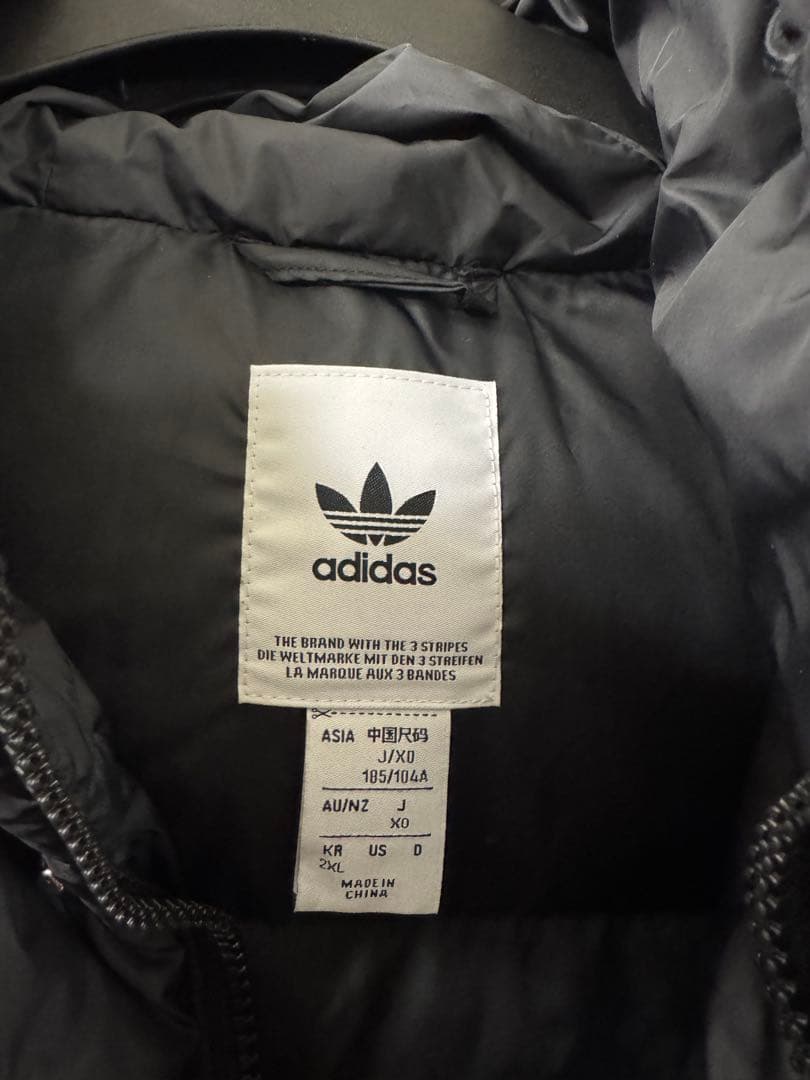 adidas
THE BRAND WITH THE 3 STRIPES
DIE WELTMARKE MIT DEN 3 STREIFEN
LA MARQUE AUX 3 BANDES
ASIA 中国尺码
J/XO
185/104A
AU/NZ J
XO
KR US D
2XL
MADE IN
CHINA